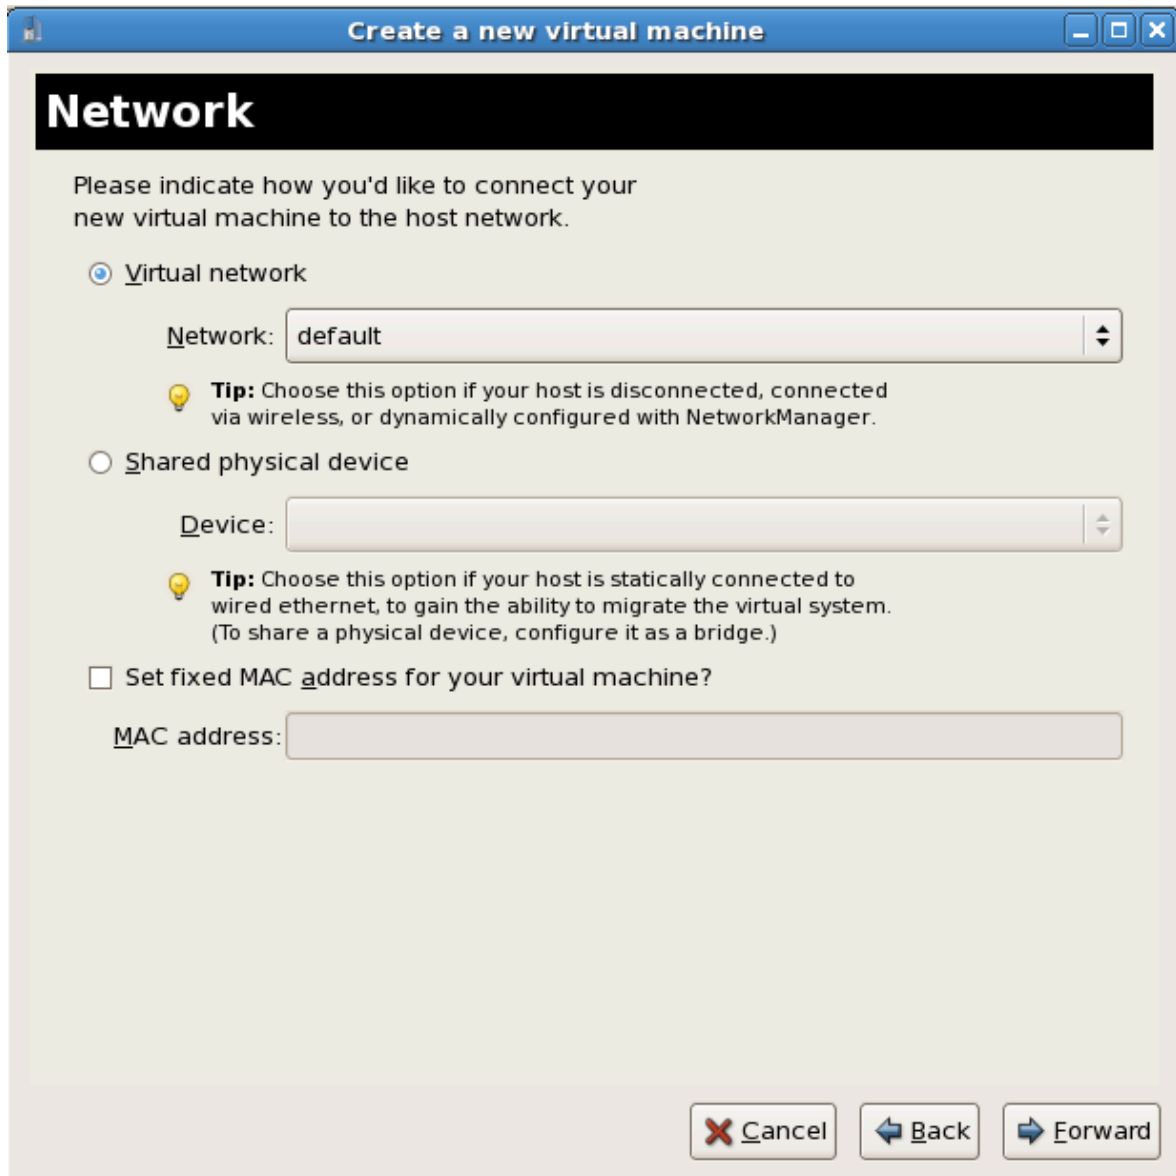 Create a new virtual machine
Network
Please indicate how you'd like to connect your
new virtual machine to the host network.
Virtual network
Network: default
Tip: Choose this option if your host is disconnected, connected
via wireless, or dynamically configured with NetworkManager.
Shared physical device
Device:
Tip: Choose this option if your host is statically connected to
wired ethernet, to gain the ability to migrate the virtual system.
(To share a physical device, configure it as a bridge.)
Set fixed MAC address for your virtual machine?
MAC address:
Cancel Back Forward